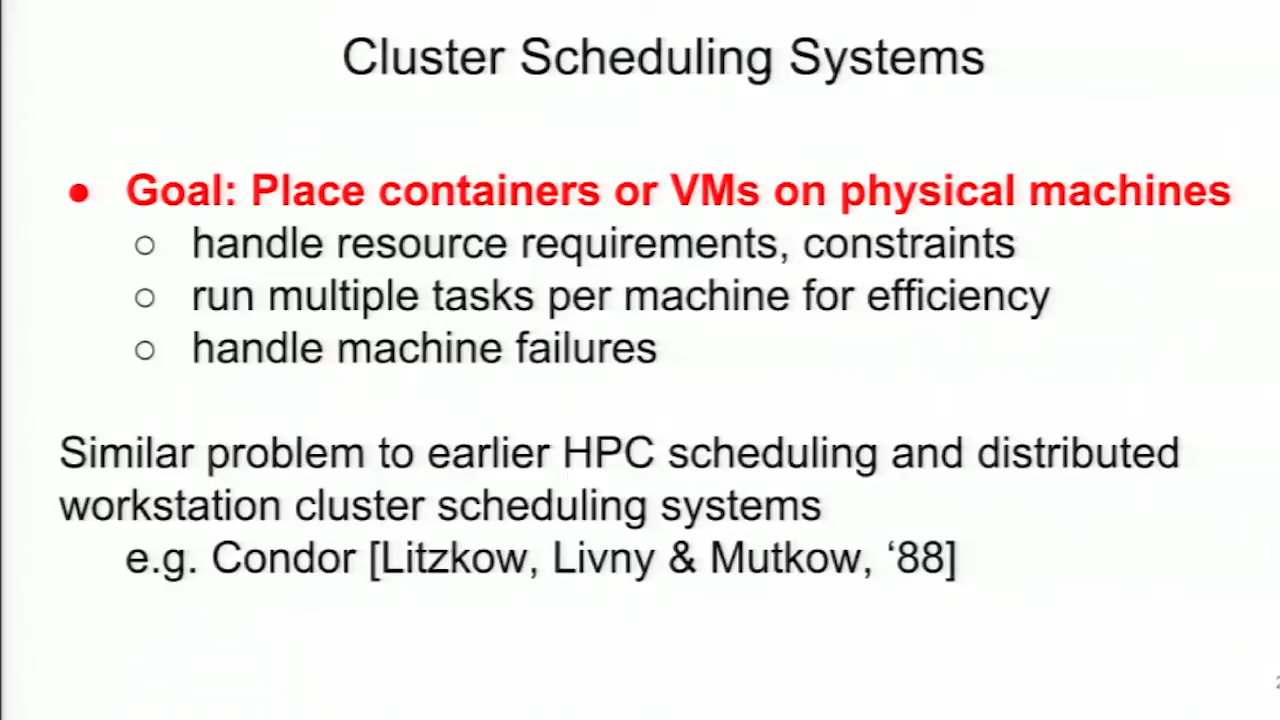 Cluster Scheduling Systems
● Goal: Place containers or VMs on physical machines
○ handle resource requirements, constraints
○ run multiple tasks per machine for efficiency
○ handle machine failures
Similar problem to earlier HPC scheduling and distributed
workstation cluster scheduling systems
e.g. Condor [Litzkow, Livny & Mutkow, ‘88]